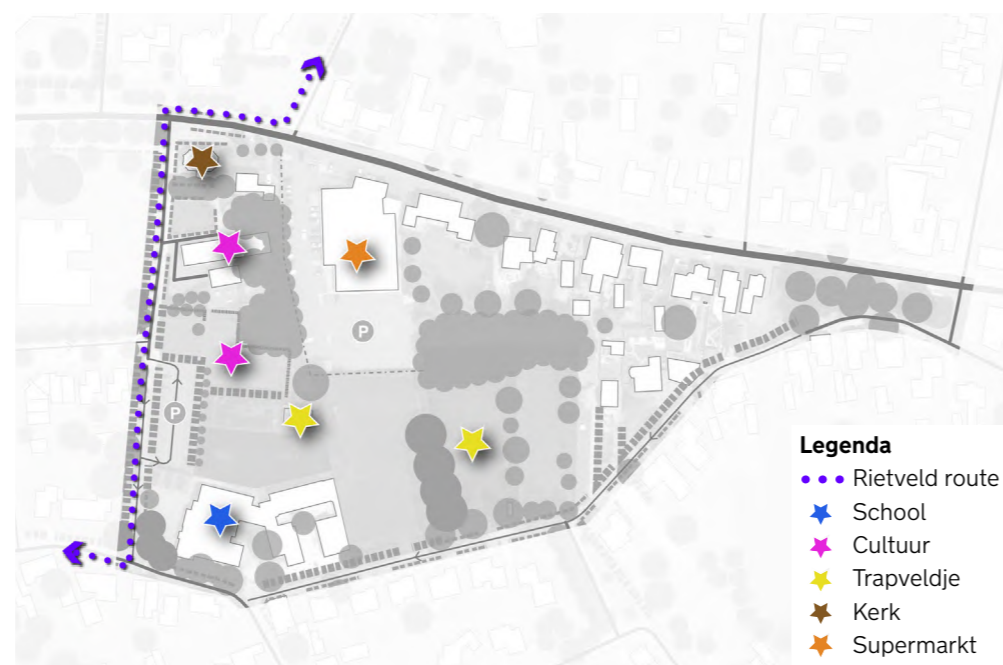 P
P
Legenda
Rietveld route
School
Cultuur
Trapveldje
Kerk
Supermarkt